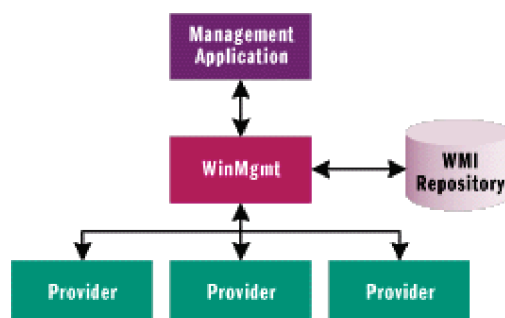 Management
Application
WinMgmt
WMI
Repository
Provider
Provider
Provider